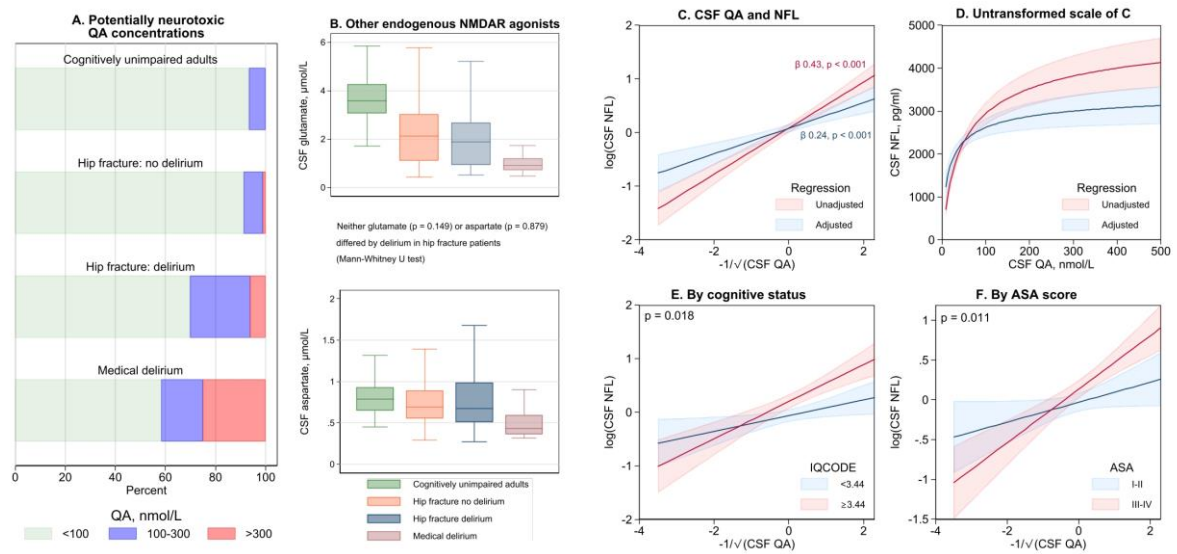 A. Potentially neurotoxic
QA concentrations
Cognitively unimpaired adults
Hip fracture: no delirium
Hip fracture: delirium
Medical delirium
0 20 40 60 80 100
Percent
QA, nmol/L
<100 100-300 >300
B. Other endogenous NMDAR agonists
CSF glutamate, µmol/L
6
4
2
0
Neither glutamate (p = 0.149) or aspartate (p = 0.879)
differed by delirium in hip fracture patients
(Mann-Whitney U test)
CSF aspartate, µmol/L
2
1.5
1
.5
0
Cognitively unimpaired adults
Hip fracture no delirium
Hip fracture delirium
Medical delirium
C. CSF QA and NFL
log(CSF NFL)
2
1
0
-1
-2
β 0.43, p < 0.001
β 0.24, p < 0.001
Regression
Unadjusted
Adjusted
-4 -2 0 2
-1/√(CSF QA)
D. Untransformed scale of C
CSF NFL, pg/ml
5000
4000
3000
2000
1000
0
Regression
Unadjusted
Adjusted
0 100 200 300 400 500
CSF QA, nmol/L
E. By cognitive status
p = 0.018
log(CSF NFL)
2
1
0
-1
-2
IQCODE
<3.44
≥3.44
-4 -2 0 2
-1/√(CSF QA)
F. By ASA score
p = 0.011
log(CSF NFL)
-1
.5
0
-.5
-1
-1.5
ASA
I-II
III-IV
-4 -2 0 2
-1/√(CSF QA)